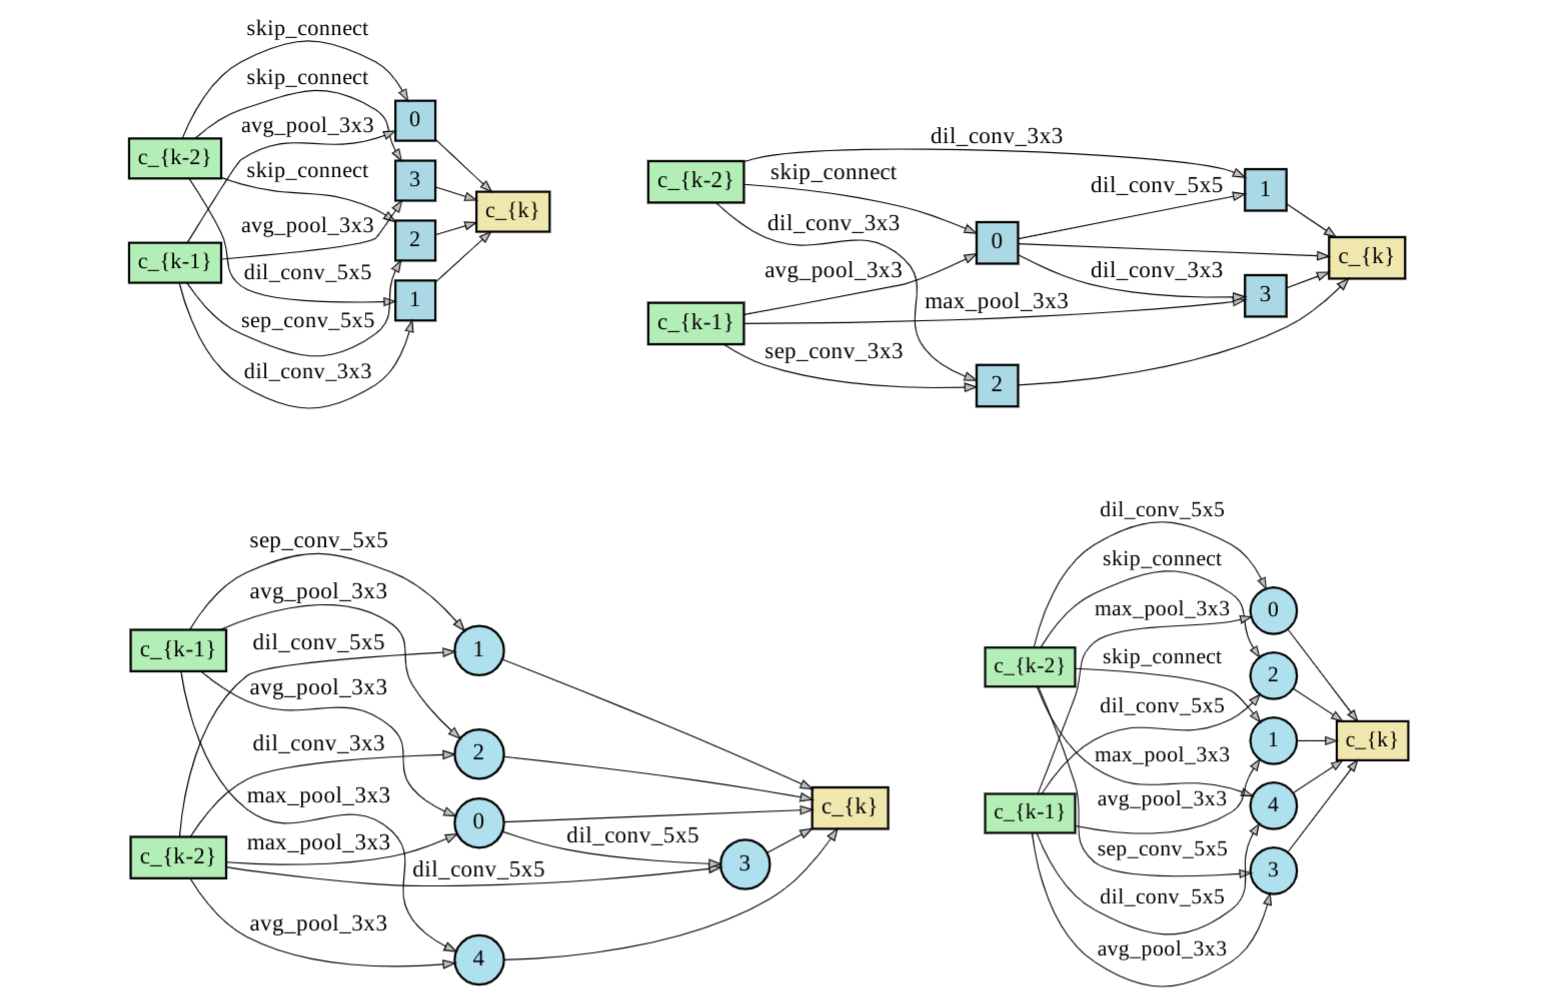 skip_connect
skip_connect
avg_pool_3x3
0
c_{k-2}
skip_connect
3
c_{k}
avg_pool_3x3
2
c_{k-1}
dil_conv_5x5
1
sep_conv_5x5
dil_conv_3x3
dil_conv_3x3
c_{k-2}
skip_connect
dil_conv_5x5
1
dil_conv_3x3
0
c_{k}
avg_pool_3x3
dil_conv_3x3
3
max_pool_3x3
c_{k-1}
sep_conv_3x3
2
sep_conv_5x5
avg_pool_3x3
c_{k-1}
dil_conv_5x5
1
avg_pool_3x3
dil_conv_3x3
2
max_pool_3x3
c_{k}
0
max_pool_3x3
dil_conv_5x5
c_{k-2}
dil_conv_5x5
3
avg_pool_3x3
4
dil_conv_5x5
skip_connect
max_pool_3x3
0
c_{k-2}
skip_connect
2
dil_conv_5x5
1
c_{k}
max_pool_3x3
avg_pool_3x3
4
c_{k-1}
sep_conv_5x5
3
dil_conv_5x5
avg_pool_3x3